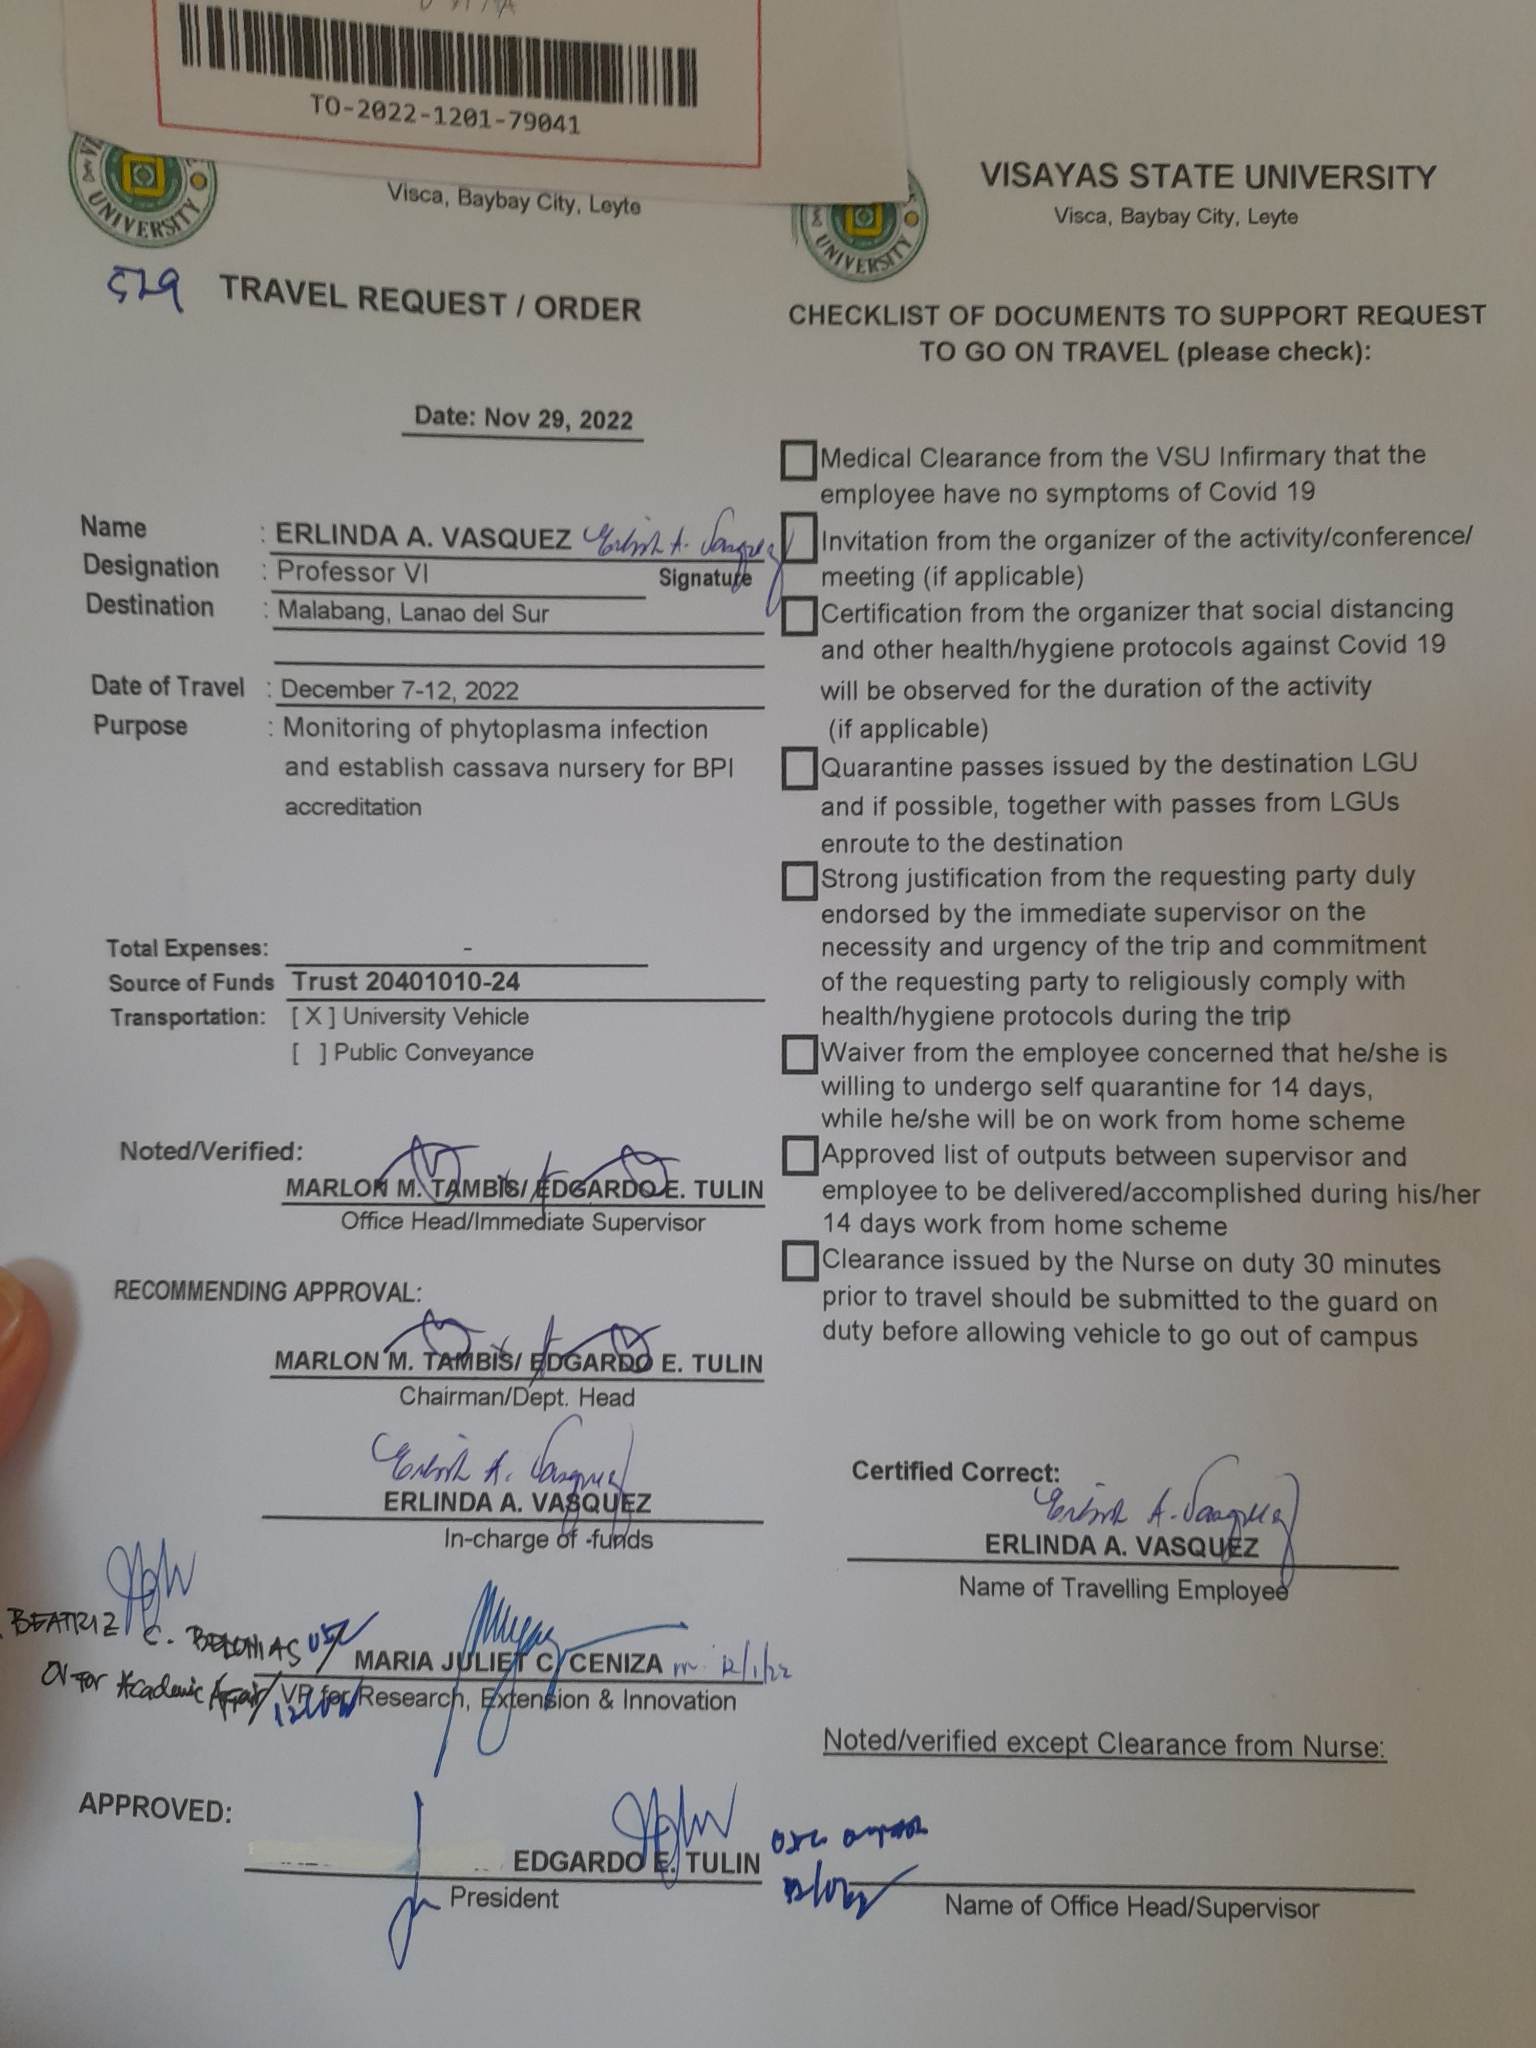 TO-2022-1201-79041
UNIVERSITY
Visca, Baybay City, Leyte
529 TRAVEL REQUEST / ORDER
Date: Nov 29, 2022
Name : ERLINDA A. VASQUEZ
Signature
Designation : Professor VI
Destination : Malabang, Lanao del Sur
Date of Travel : December 7-12, 2022
Purpose : Monitoring of phytoplasma infection
and establish cassava nursery for BPI
accreditation
Total Expenses: -
Source of Funds Trust 20401010-24
Transportation: [ X ] University Vehicle
[ ] Public Conveyance
Noted/Verified:
MARLON M. TAMBIS/ EDGARDO E. TULIN
Office Head/Immediate Supervisor
RECOMMENDING APPROVAL:
MARLON M. TAMBIS/ EDGARDO E. TULIN
Chairman/Dept. Head
Erlinda A. Vasquez
ERLINDA A. VASQUEZ
In-charge of -funds
BEATRIZ C. BELONIAS
MARIA JULIET C. CENIZA 12/1/22
for Academic Affairs/ VP for Research, Extension & Innovation
APPROVED:
EDGARDO E. TULIN
President
UNIVERSITY
VISAYAS STATE UNIVERSITY
Visca, Baybay City, Leyte
CHECKLIST OF DOCUMENTS TO SUPPORT REQUEST
TO GO ON TRAVEL (please check):
Medical Clearance from the VSU Infirmary that the
employee have no symptoms of Covid 19
Invitation from the organizer of the activity/conference/
meeting (if applicable)
Certification from the organizer that social distancing
and other health/hygiene protocols against Covid 19
will be observed for the duration of the activity
(if applicable)
Quarantine passes issued by the destination LGU
and if possible, together with passes from LGUs
enroute to the destination
Strong justification from the requesting party duly
endorsed by the immediate supervisor on the
necessity and urgency of the trip and commitment
of the requesting party to religiously comply with
health/hygiene protocols during the trip
Waiver from the employee concerned that he/she is
willing to undergo self quarantine for 14 days,
while he/she will be on work from home scheme
Approved list of outputs between supervisor and
employee to be delivered/accomplished during his/her
14 days work from home scheme
Clearance issued by the Nurse on duty 30 minutes
prior to travel should be submitted to the guard on
duty before allowing vehicle to go out of campus
Certified Correct:
Erlinda A. Vasquez
ERLINDA A. VASQUEZ
Name of Travelling Employee
Noted/verified except Clearance from Nurse:
Name of Office Head/Supervisor